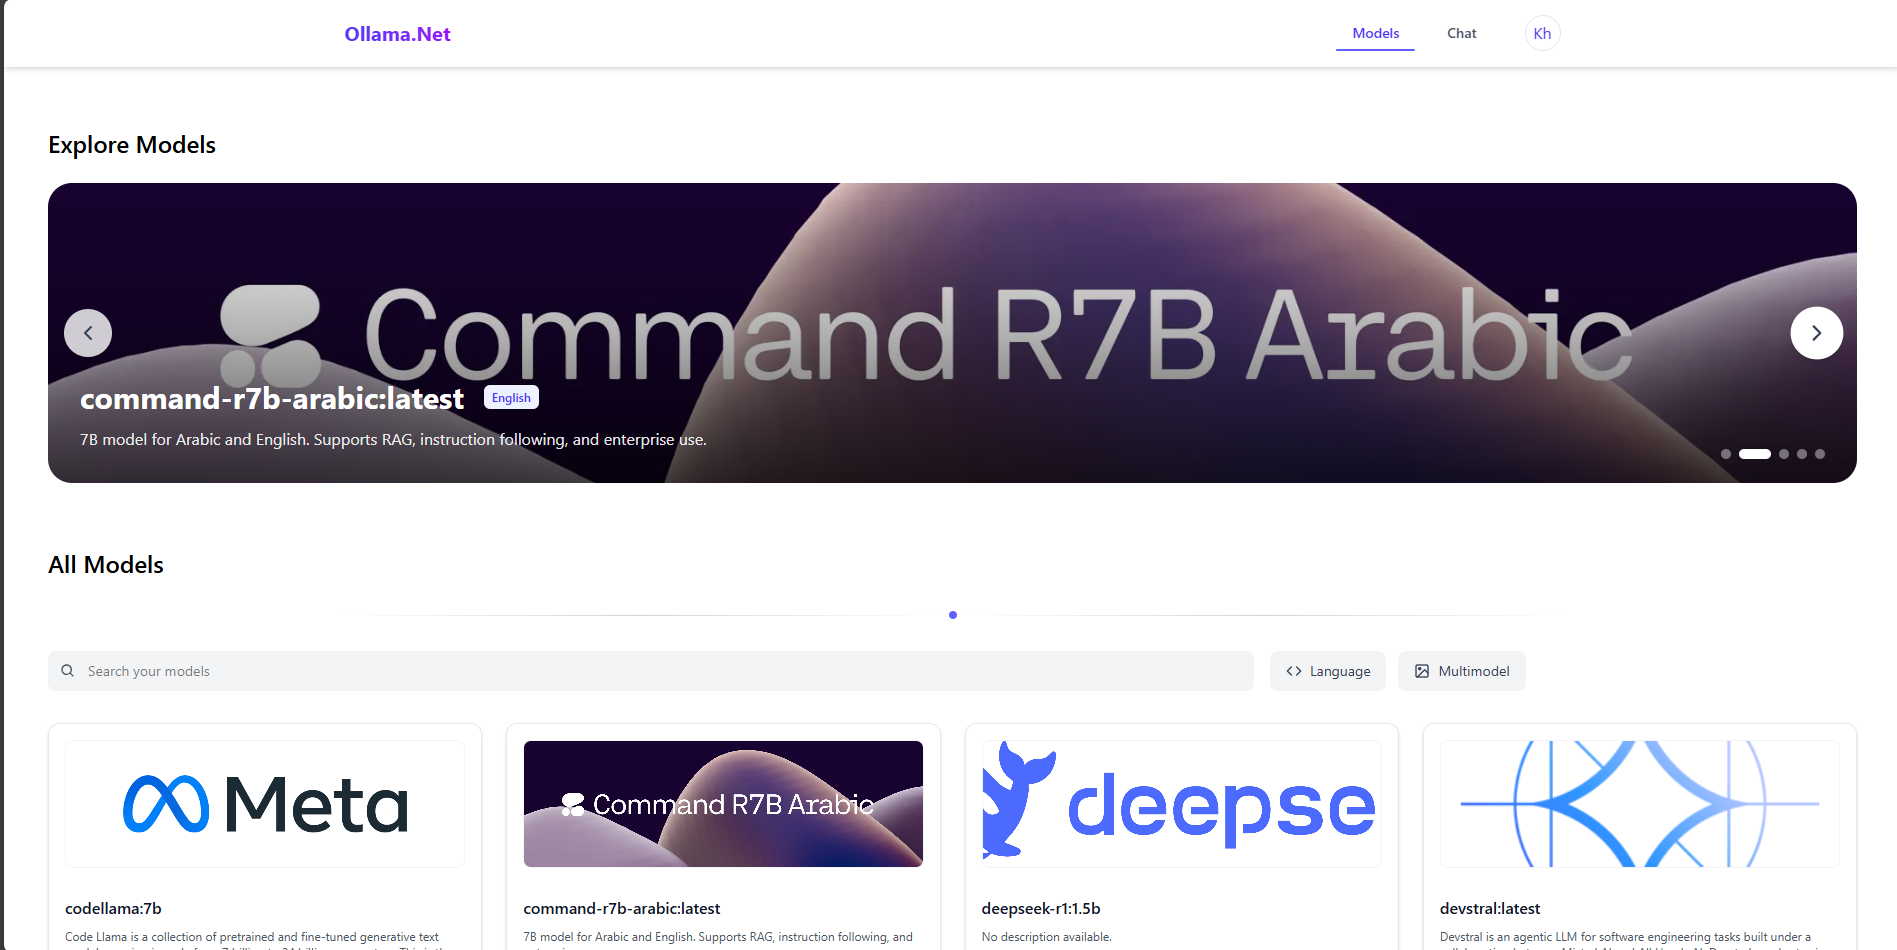 Ollama.Net
Models
Chat
Kh
Explore Models
Command R7B Arabic
command-r7b-arabic:latest
English
7B model for Arabic and English. Supports RAG, instruction following, and enterprise use.
All Models
Search your models
Language
Multimodel
Meta
Command R7B Arabic
deepse
codellama:7b
command-r7b-arabic:latest
deepseek-r1:1.5b
devstral:latest
Code Llama is a collection of pretrained and fine-tuned generative text
7B model for Arabic and English. Supports RAG, instruction following, and
No description available.
Devstral is an agentic LLM for software engineering tasks built under a